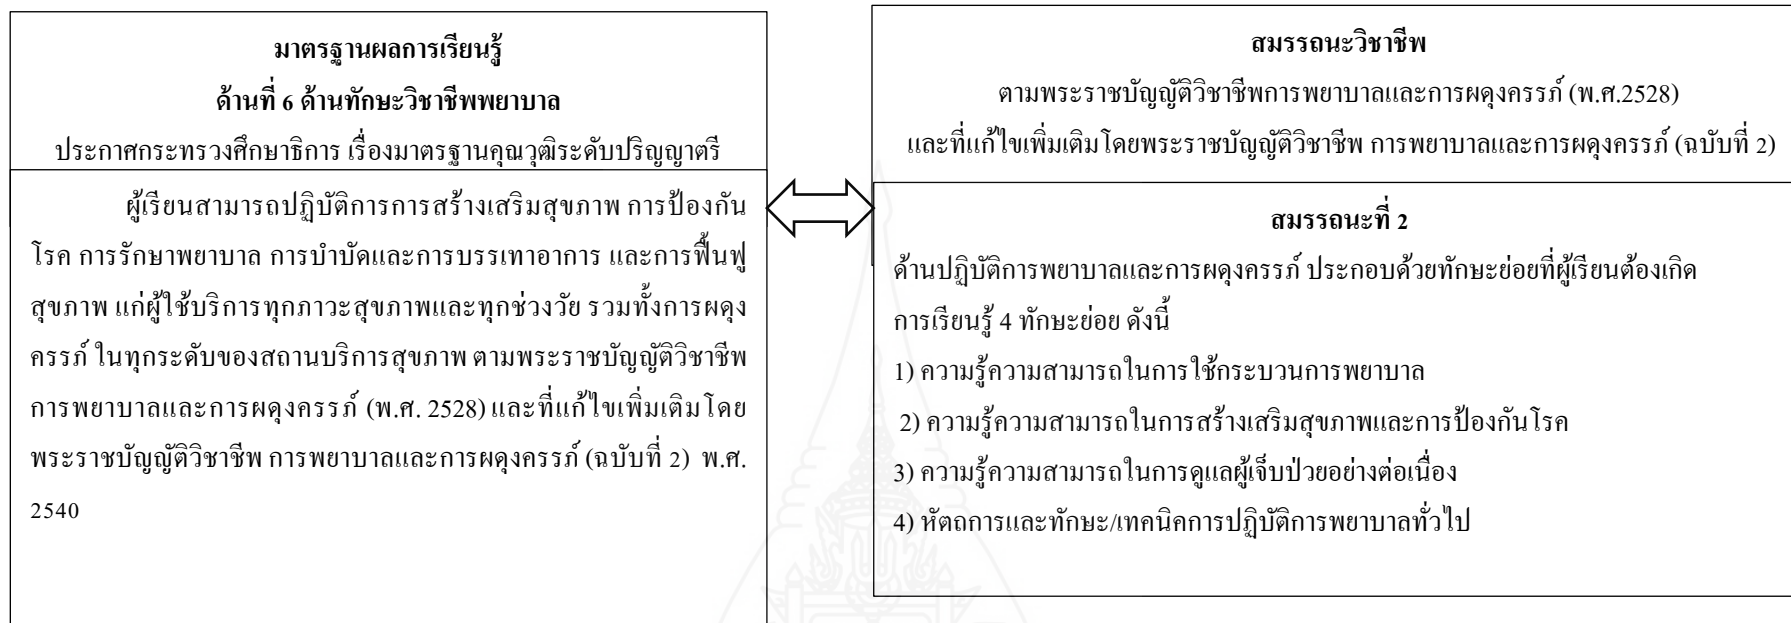 มาตรฐานผลการเรียนรู้
ด้านที่ 6 ด้านทักษะวิชาชีพพยาบาล
ประกาศกระทรวงศึกษาธิการ เรื่องมาตรฐานคุณวุฒิระดับปริญญาตรี
ผู้เรียนสามารถปฏิบัติการการสร้างเสริมสุขภาพ การป้องกัน
โรค การรักษาพยาบาล การบำบัดและการบรรเทาอาการ และการฟื้นฟู
สุขภาพ แก่ผู้ใช้บริการทุกภาวะสุขภาพและทุกช่วงวัย รวมทั้งการผดุง
ครรภ์ ในทุกระดับของสถานบริการสุขภาพ ตามพระราชบัญญัติวิชาชีพ
การพยาบาลและการผดุงครรภ์ (พ.ศ. 2528) และที่แก้ไขเพิ่มเติมโดย
พระราชบัญญัติวิชาชีพ การพยาบาลและการผดุงครรภ์ (ฉบับที่ 2) พ.ศ.
2540
สมรรถนะวิชาชีพ
ตามพระราชบัญญัติวิชาชีพการพยาบาลและการผดุงครรภ์ (พ.ศ.2528)
และที่แก้ไขเพิ่มเติมโดยพระราชบัญญัติวิชาชีพ การพยาบาลและการผดุงครรภ์ (ฉบับที่ 2)
สมรรถนะที่ 2
ด้านปฏิบัติการพยาบาลและการผดุงครรภ์ ประกอบด้วยทักษะย่อยที่ผู้เรียนต้องเกิด
การเรียนรู้ 4 ทักษะย่อย ดังนี้
1) ความรู้ความสามารถในการใช้กระบวนการพยาบาล
2) ความรู้ความสามารถในการสร้างเสริมสุขภาพและการป้องกันโรค
3) ความรู้ความสามารถในการดูแลผู้เจ็บป่วยอย่างต่อเนื่อง
4) หัตถการและทักษะ/เทคนิคการปฏิบัติการพยาบาลทั่วไป